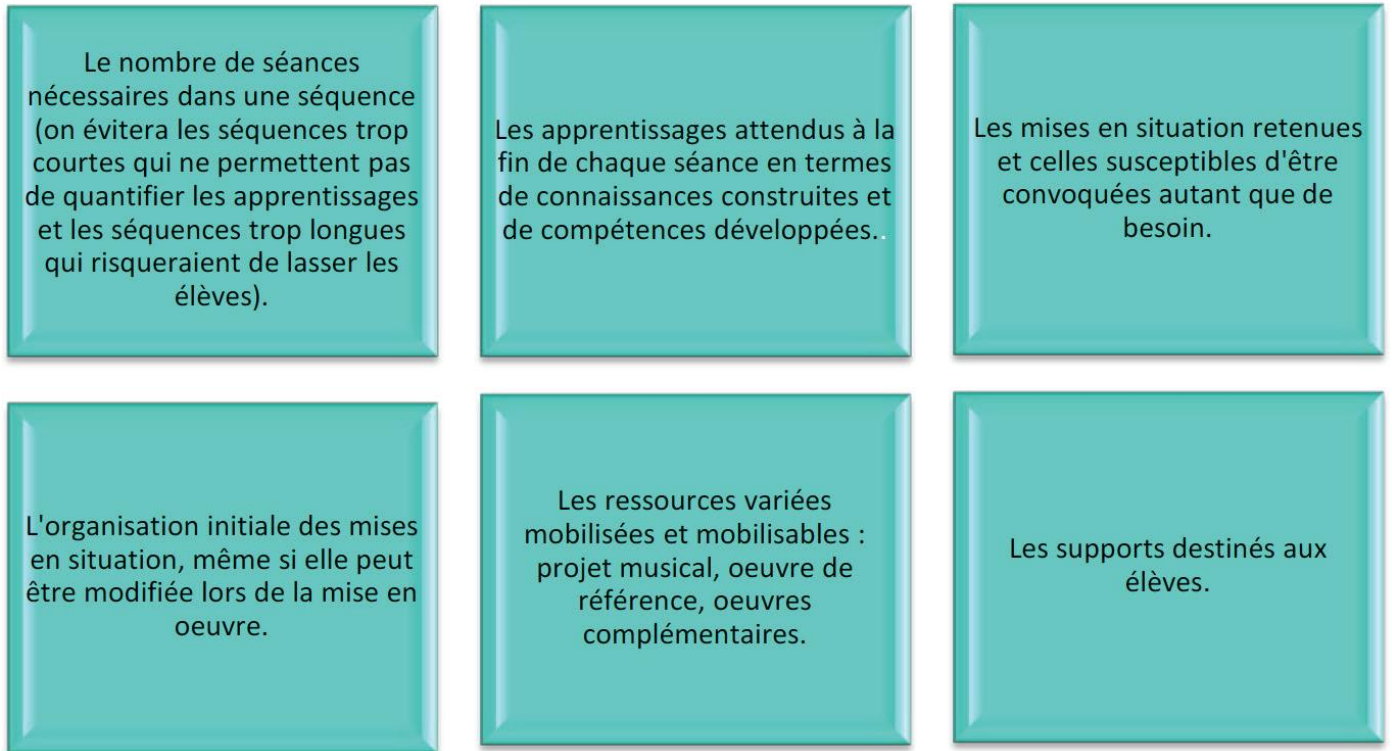 Le nombre de séances
nécessaires dans une séquence
(on évitera les séquences trop
courtes qui ne permettent pas
de quantifier les apprentissages
et les séquences trop longues
qui risqueraient de lasser les
élèves).
Les apprentissages attendus à la
fin de chaque séance en termes
de connaissances construites et
de compétences développées..
Les mises en situation retenues
et celles susceptibles d'être
convoquées autant que de
besoin.
L'organisation initiale des mises
en situation, même si elle peut
être modifiée lors de la mise en
oeuvre.
Les ressources variées
mobilisées et mobilisables :
projet musical, oeuvre de
référence, oeuvres
complémentaires.
Les supports destinés aux
élèves.